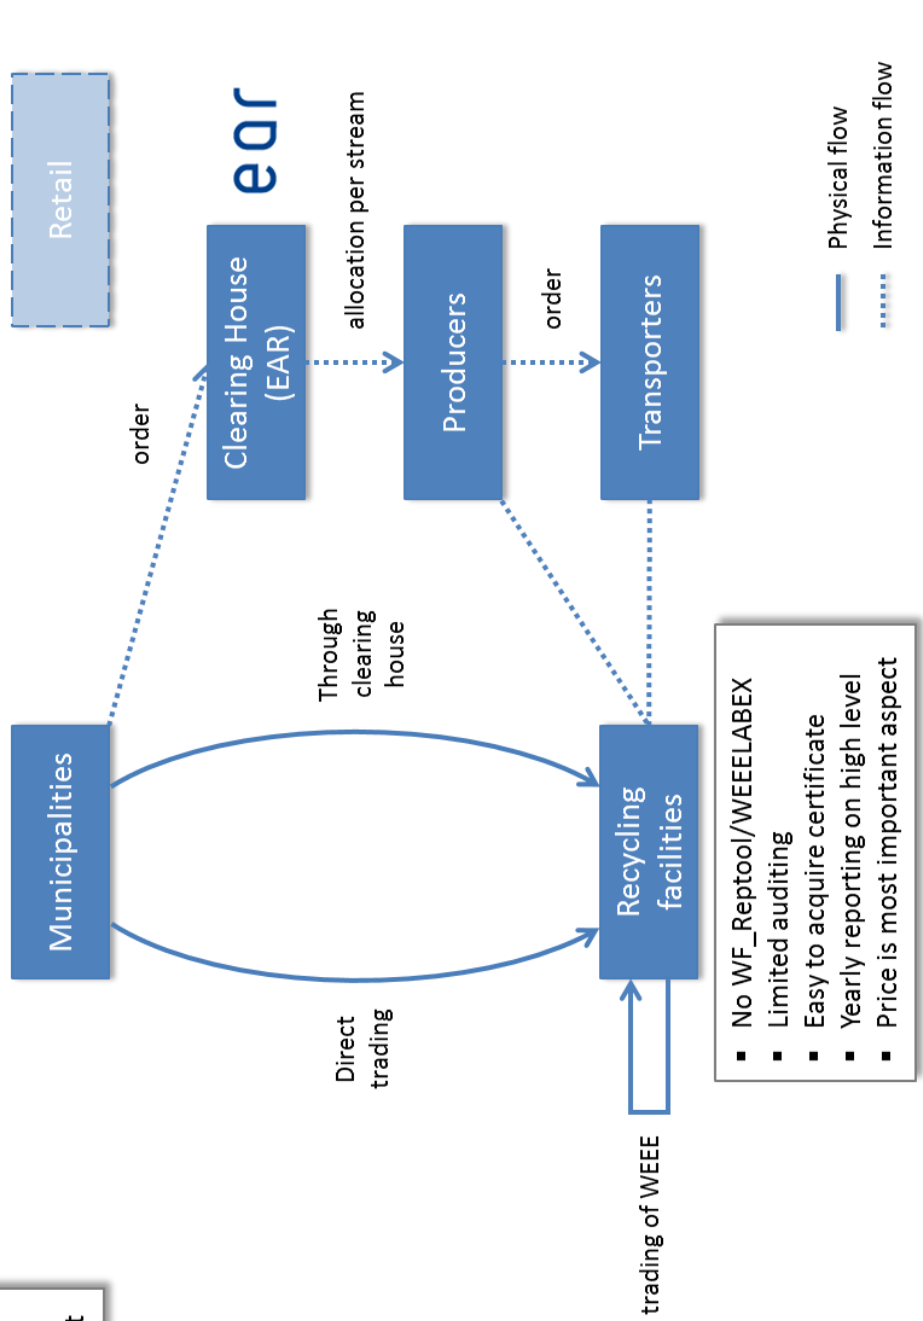 t
Municipalities
Retail
order
Clearing House
(EAR)
ear
Direct
trading
Through
clearing
house
allocation per stream
Producers
order
trading of WEEE
Recycling
facilities
Transporters
▪ No WF_Reptool/WEEELABEX
▪ Limited auditing
▪ Easy to acquire certificate
▪ Yearly reporting on high level
▪ Price is most important aspect
Physical flow
Information flow